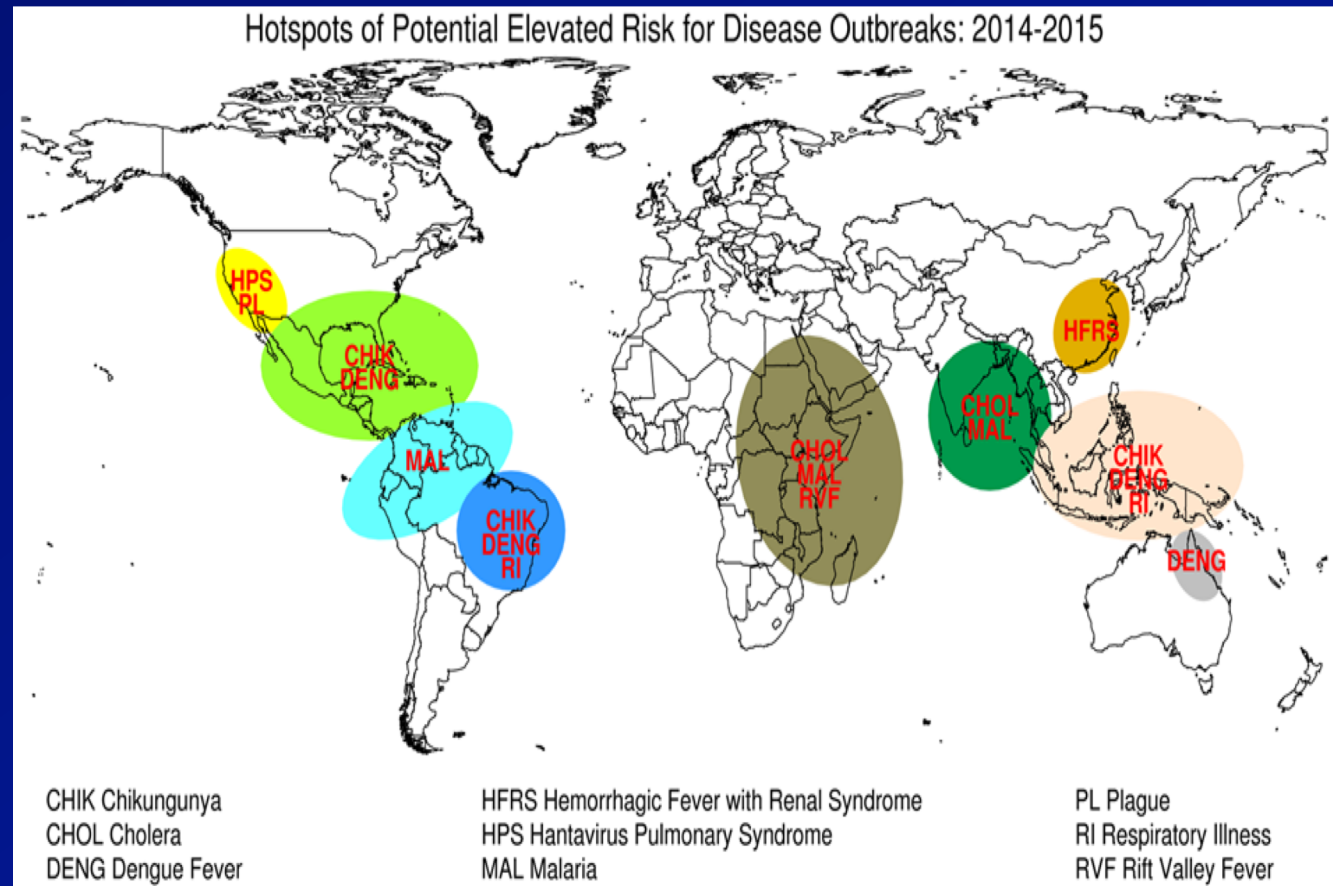 Hotspots of Potential Elevated Risk for Disease Outbreaks: 2014-2015
HPS
PL
CHIK
DENG
MAL
CHIK
DENG
RI
CHOL
MAL
RVF
CHOL
MAL
HFRS
CHIK
DENG
RI
DENG
CHIK Chikungunya
CHOL Cholera
DENG Dengue Fever
HFRS Hemorrhagic Fever with Renal Syndrome
HPS Hantavirus Pulmonary Syndrome
MAL Malaria
PL Plague
RI Respiratory Illness
RVF Rift Valley Fever